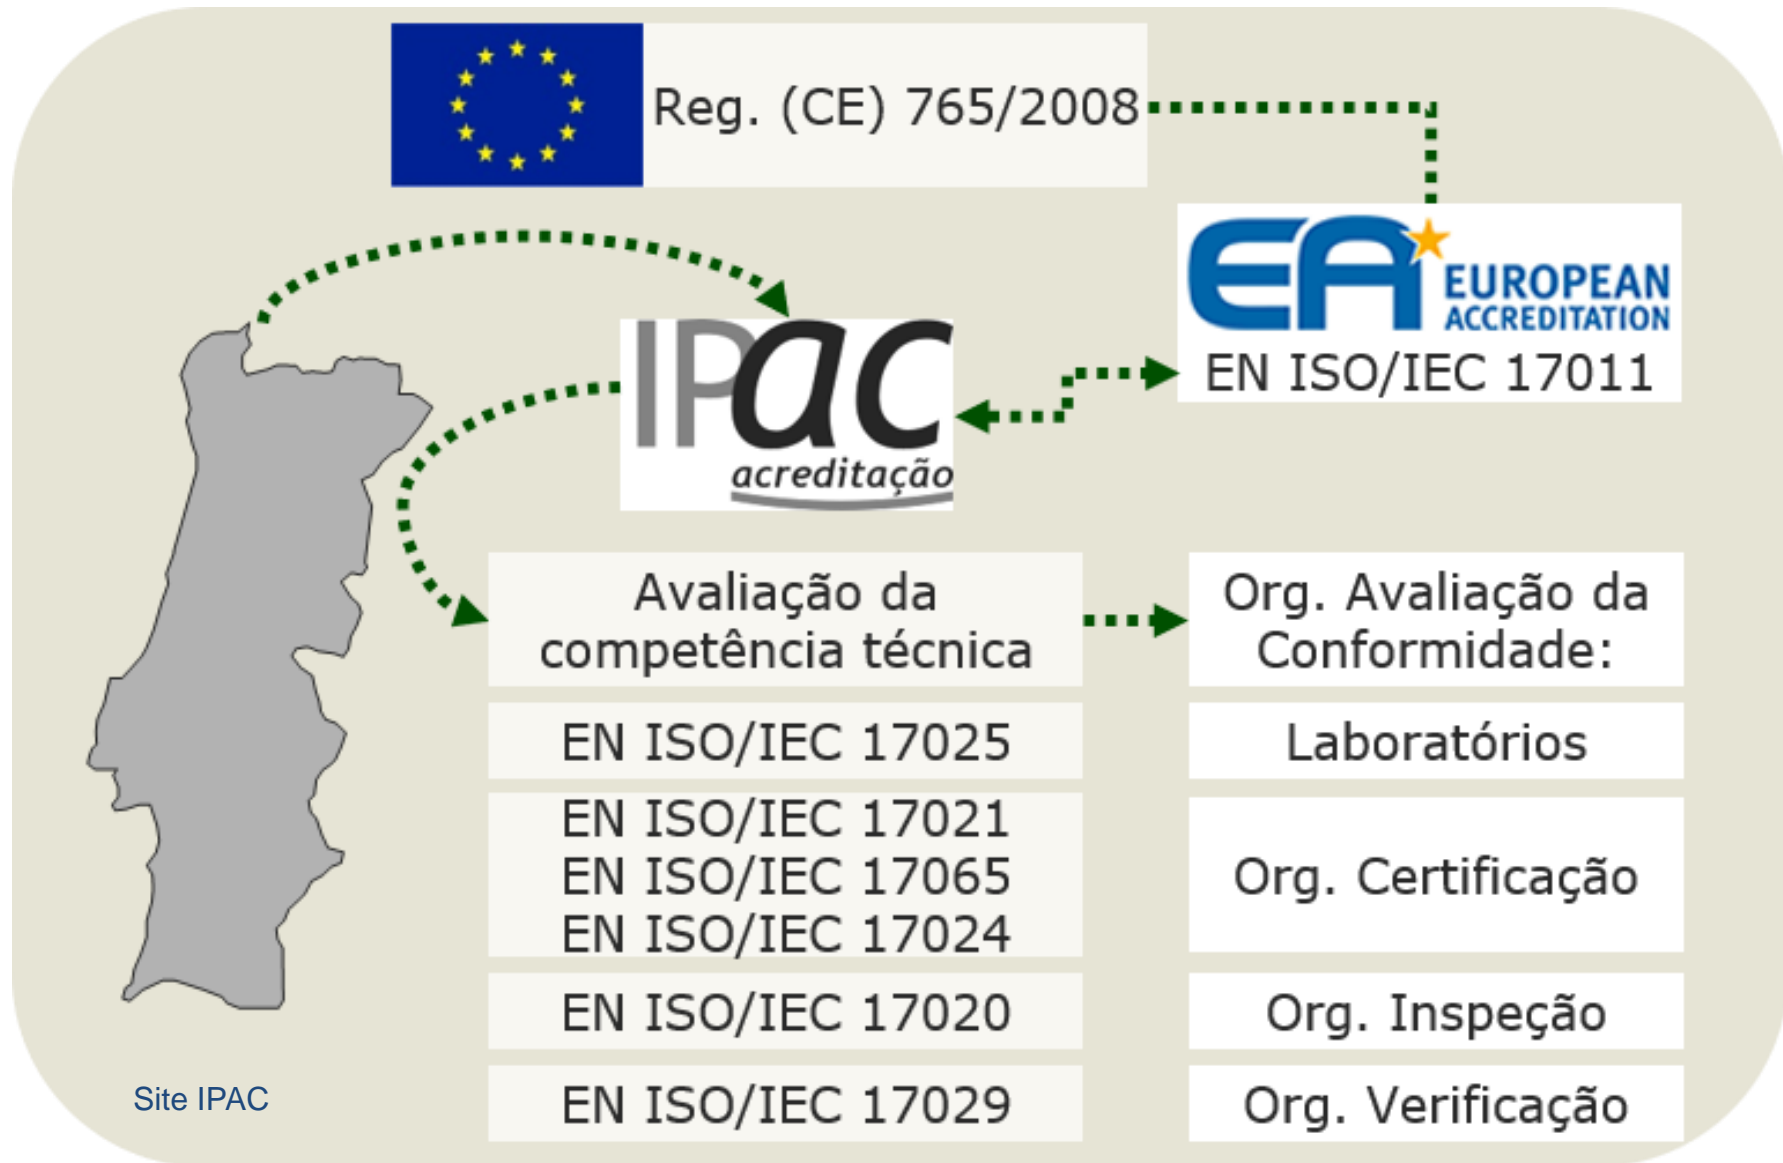 Reg. (CE) 765/2008
EA EUROPEAN
ACCREDITATION
EN ISO/IEC 17011
IPac
acreditação
Avaliação da
competência técnica
Org. Avaliação da
Conformidade:
EN ISO/IEC 17025
Laboratórios
EN ISO/IEC 17021
EN ISO/IEC 17065
EN ISO/IEC 17024
Org. Certificação
EN ISO/IEC 17020
Org. Inspeção
EN ISO/IEC 17029
Org. Verificação
Site IPAC